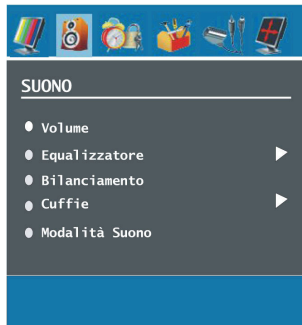 SUONO
Volume
Equalizzatore
Bilanciamento
Cuffie
Modalità Suono